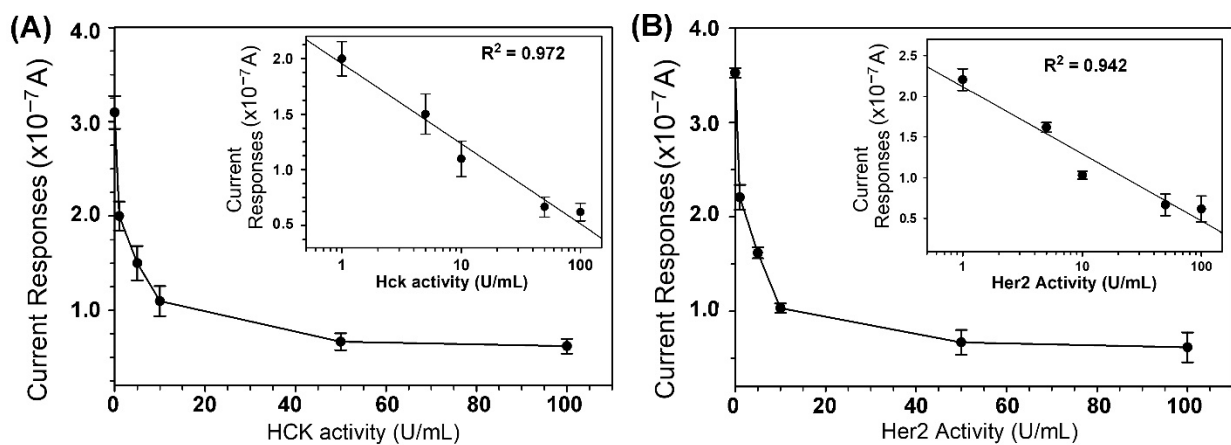 (A)
Current Responses (x10⁻⁷A)
4.0
3.0
2.0
1.0
0
20
40
60
80
100
HCK activity (U/mL)
Current
Responses (x10⁻⁷A)
2.0
1.5
1.0
0.5
R² = 0.972
1
10
100
Hck activity (U/mL)
(B)
Current Responses (x10⁻⁷A)
4.0
3.0
2.0
1.0
0
20
40
60
80
100
Her2 Activity (U/mL)
Current
Responses (x10⁻⁷A)
2.5
2.0
1.5
1.0
0.5
R² = 0.942
1
10
100
Her2 Activity (U/mL)